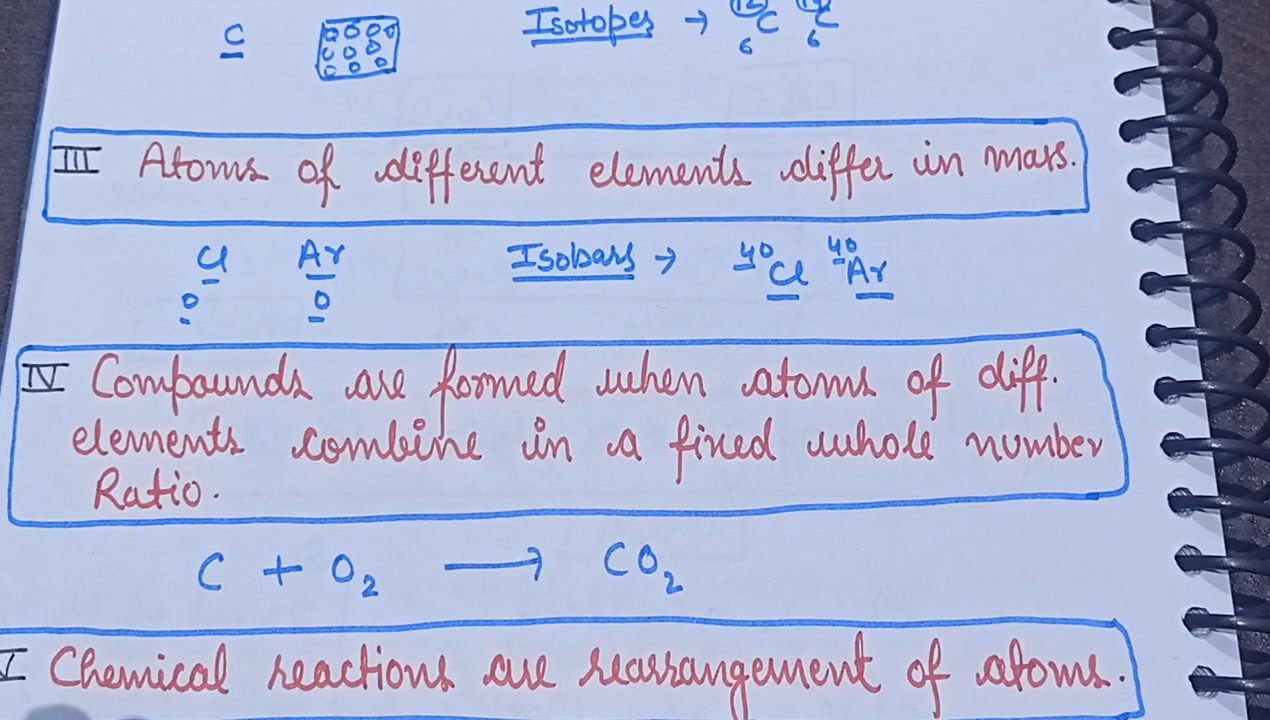 C Isotopes → ¹²₆C ¹⁴₆C
III Atoms of different elements differ in mass.
Cl Ar Isobars → ⁴⁰Cl ⁴⁰Ar
IV Compounds are formed when atoms of diff.
elements combine in a fixed whole number
Ratio.
C + O₂ ⟶ CO₂
V Chemical reactions are rearrangement of atoms.